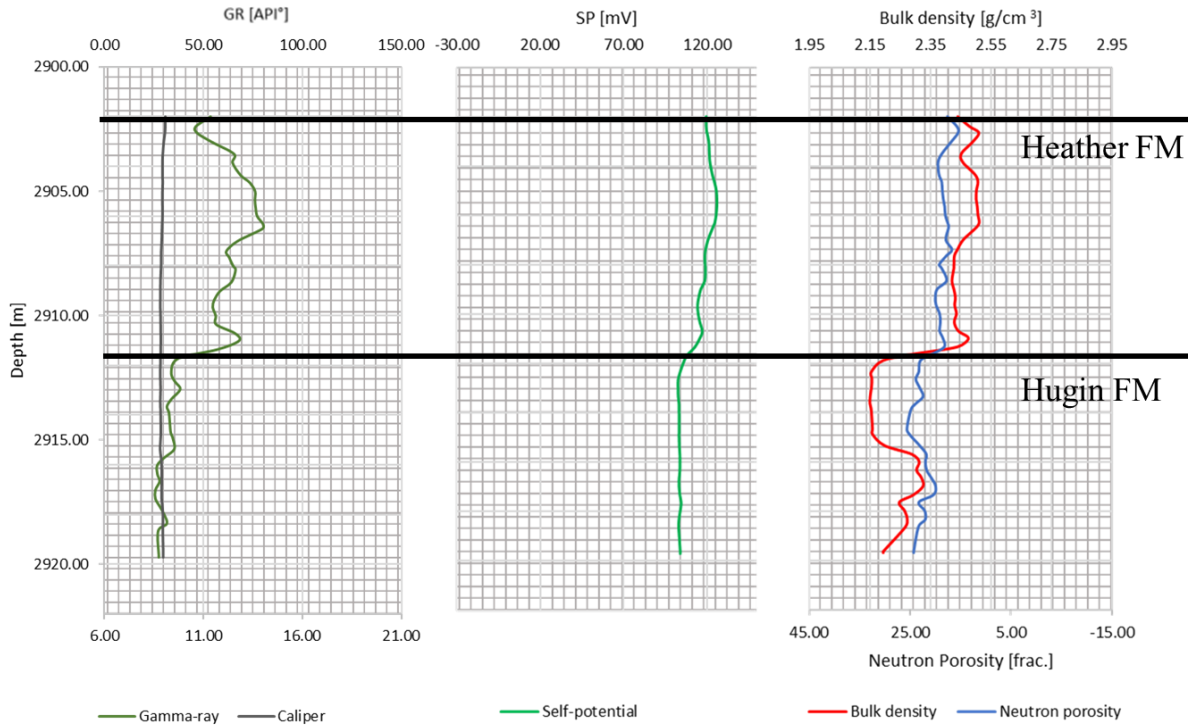 GR [API°]
SP [mV]
Bulk density [g/cm ³]
0.00 50.00 100.00 150.00
-30.00 20.00 70.00 120.00
1.95 2.15 2.35 2.55 2.75 2.95
2900.00
Heather FM
2905.00
Depth [m]
2910.00
Hugin FM
2915.00
2920.00
6.00 11.00 16.00 21.00
45.00 25.00 5.00 -15.00
Neutron Porosity [frac.]
Gamma-ray Caliper
Self-potential
Bulk density Neutron porosity